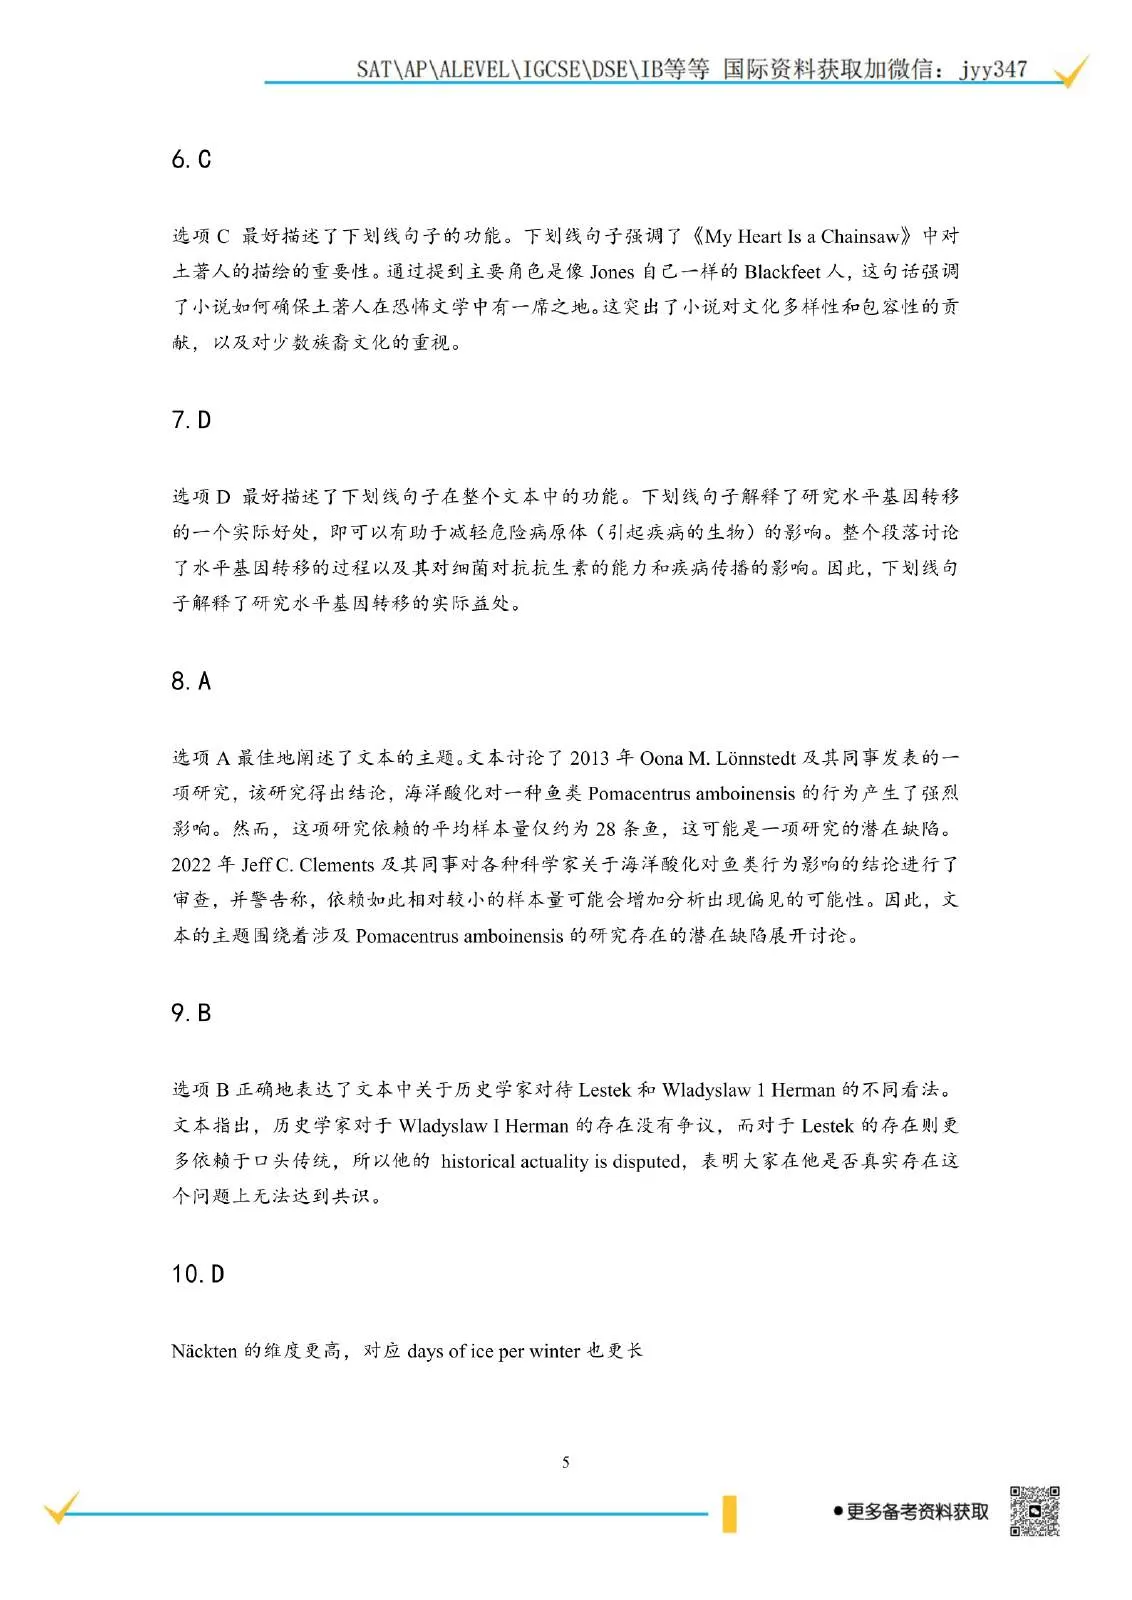 SAT\AP\ALEVEL\IGCSE\DSE\IB等等 国际资料获取加微信：jyy347
6. C
选项 C 最好描述了下划线句子的功能。下划线句子强调了《My Heart Is a Chainsaw》中对
土著人的描绘的重要性。通过提到主要角色是像 Jones 自己一样的 Blackfeet 人，这句话强调
了小说如何确保土著人在恐怖文学中有一席之地。这突出了小说对文化多样性和包容性的贡
献，以及对少数族裔文化的重视。
7. D
选项 D 最好描述了下划线句子在整个文本中的功能。下划线句子解释了研究水平基因转移
的一个实际好处，即可以有助于减轻危险病原体（引起疾病的生物）的影响。整个段落讨论
了水平基因转移的过程以及其对细菌对抗抗生素的能力和疾病传播的影响。因此，下划线句
子解释了研究水平基因转移的实际益处。
8. A
选项 A 最佳地阐述了文本的主题。文本讨论了 2013 年 Oona M. Lönnstedt 及其同事发表的一
项研究，该研究得出结论，海洋酸化对一种鱼类 Pomacentrus amboinensis 的行为产生了强烈
影响。然而，这项研究依赖的平均样本量仅约为 28 条鱼，这可能是一项研究的潜在缺陷。
2022 年 Jeff C. Clements 及其同事对各种科学家关于海洋酸化对鱼类行为影响的结论进行了
审查，并警告称，依赖如此相对较小的样本量可能会增加分析出现偏见的可能性。因此，文
本的主题围绕着涉及 Pomacentrus amboinensis 的研究存在的潜在缺陷展开讨论。
9. B
选项 B 正确地表达了文本中关于历史学家对待 Lestek 和 Wladyslaw 1 Herman 的不同看法。
文本指出，历史学家对于 Wladyslaw I Herman 的存在没有争议，而对于 Lestek 的存在则更
多依赖于口头传统，所以他的 historical actuality is disputed，表明大家在他是否真实存在这
个问题上无法达到共识。
10. D
Näckten 的维度更高，对应 days of ice per winter 也更长
5
●更多备考资料获取